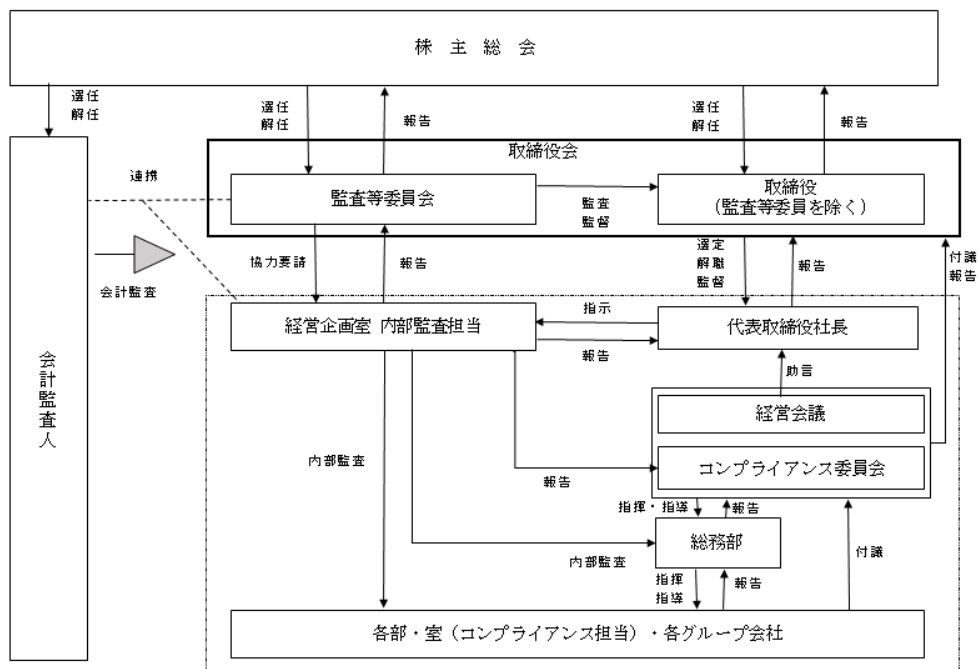 株主総会
選任
解任
選任
解任
報告
選任
解任
報告
取締役会
連携
監査等委員会
監査
監督
取締役
(監査等委員を除く)
会計監査
協力要請
報告
選定
解職
監督
報告
付議
報告
経営企画室 内部監査担当
指示
報告
代表取締役社長
助言
会計監査人
経営会議
コンプライアンス委員会
内部監査
報告
指揮・指導
報告
総務部
内部監査
付議
指揮
指導
報告
各部・室（コンプライアンス担当）・各グループ会社